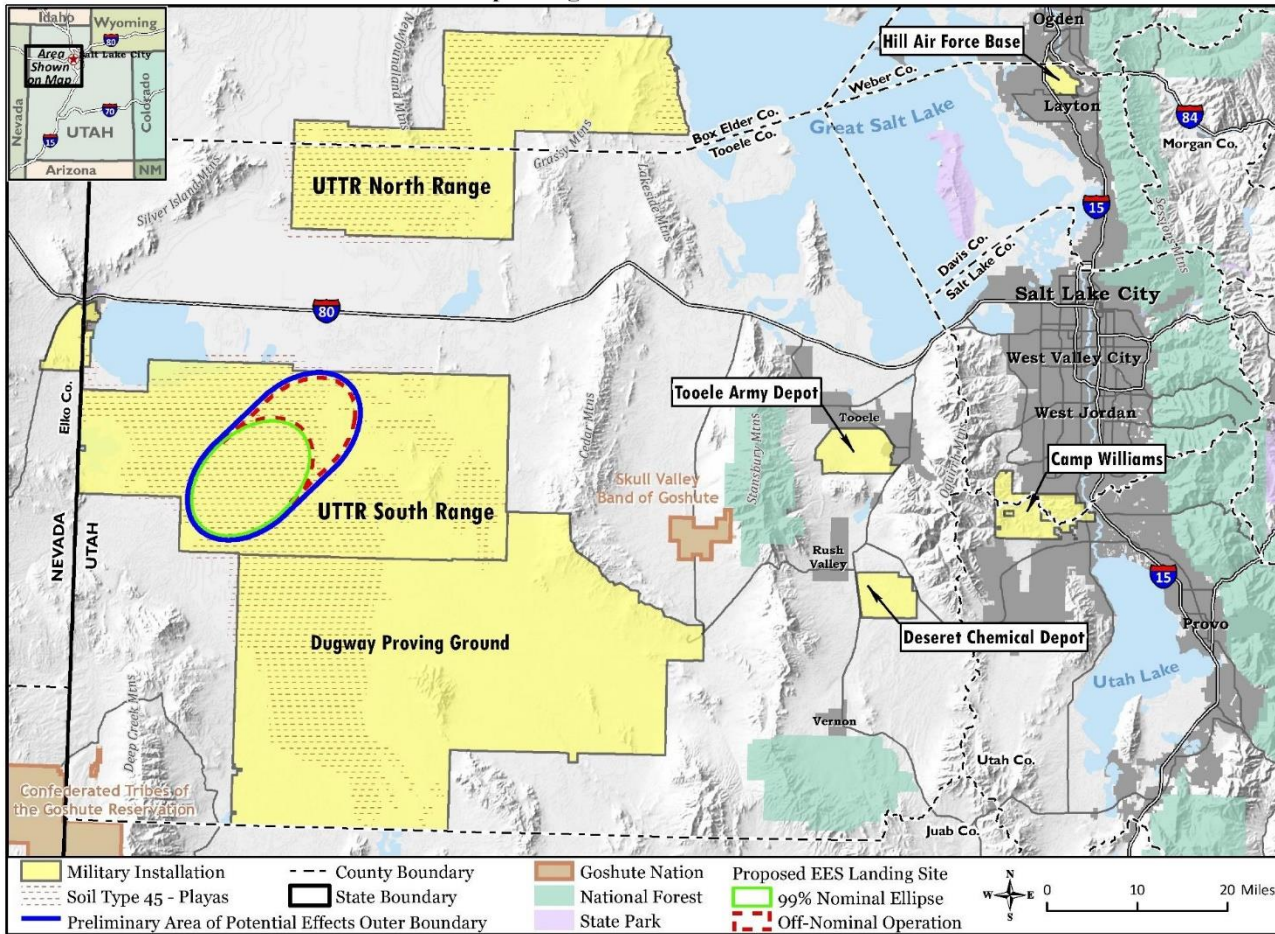 Idaho
Wyoming
80
Salt Lake City
Area
Shown
on Map
Nevada
UTAH
70
Colorado
15
Arizona
NM
Newfoundland Mtns
Ogden
Hill Air Force Base
Weber Co.
Layton
Great Salt Lake
84
Morgan Co.
Box Elder Co.
Tooele Co.
Grassy Mtns
Lakeside Mtns
UTTR North Range
Silver Island Mtns
15
Sessions Mtns
Davis Co.
Salt Lake Co.
Salt Lake City
80
West Valley City
Elko Co.
Tooele Army Depot
Tooele
West Jordan
Cedar Mtns
Stansbury Mtns
Oquirrh Mtns
Camp Williams
Skull Valley
Band of Goshute
UTTR South Range
NEVADA
UTAH
Rush
Valley
15
Dugway Proving Ground
Deseret Chemical Depot
Provo
Utah Lake
Deep Creek Mtns
Vernon
Utah Co.
Confederated Tribes of
the Goshute Reservation
Juab Co.
Military Installation
Soil Type 45 - Playas
Preliminary Area of Potential Effects Outer Boundary
County Boundary
State Boundary
Goshute Nation
National Forest
State Park
Proposed EES Landing Site
99% Nominal Ellipse
Off-Nominal Operation
N
W E
S
0 10 20 Miles